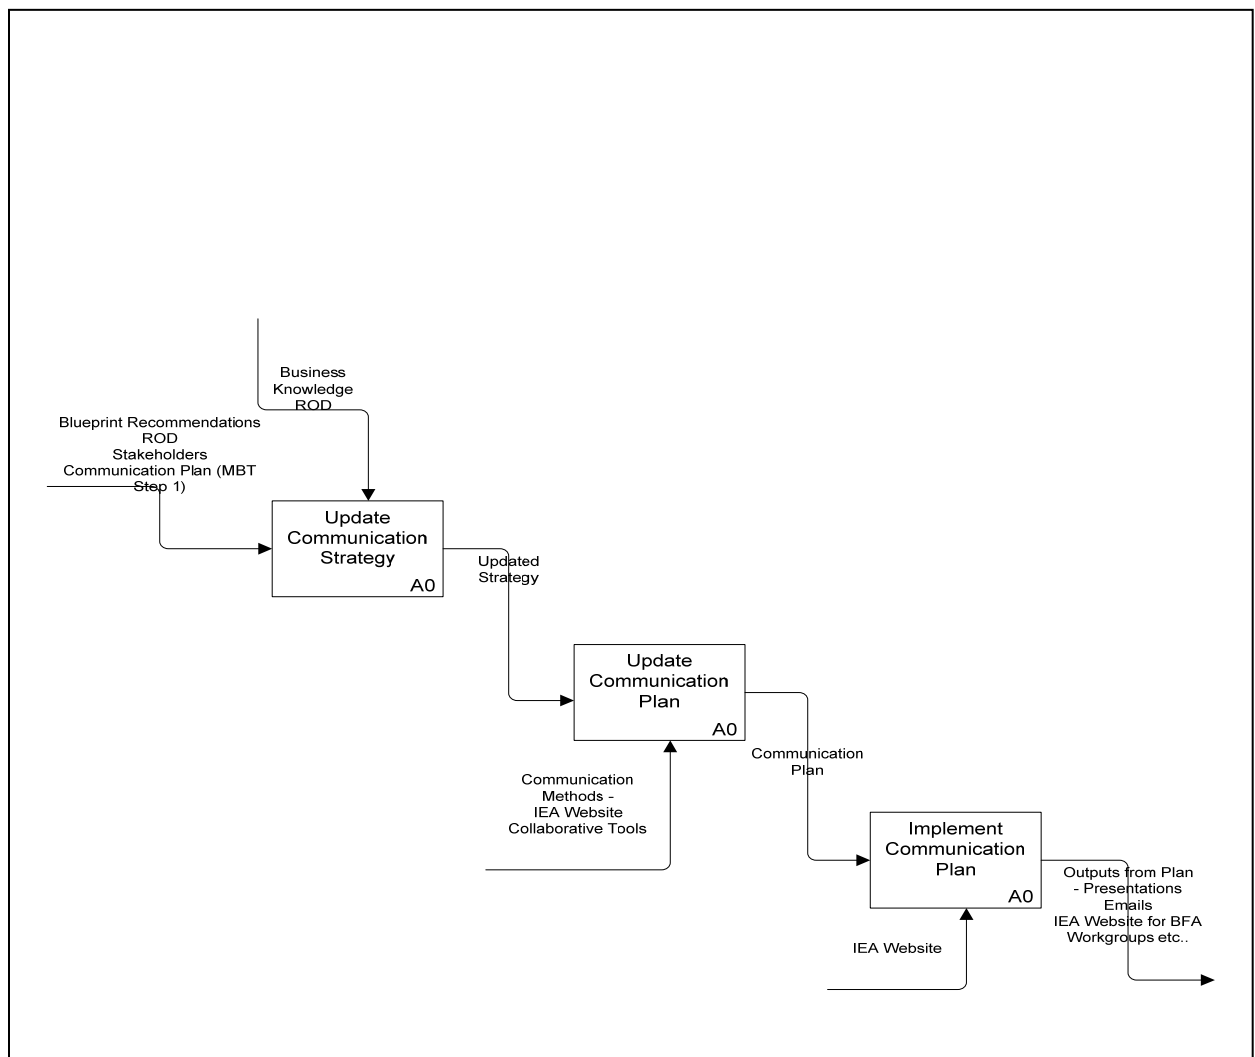 Business
Knowledge
ROD
Blueprint Recommendations
ROD
Stakeholders
Communication Plan (MBT
Step 1)
Update
Communication
Strategy
A0
Updated
Strategy
Update
Communication
Plan
A0
Communication
Methods -
IEA Website
Collaborative Tools
Communication
Plan
Implement
Communication
Plan
A0
IEA Website
Outputs from Plan
- Presentations
Emails
IEA Website for BFA
Workgroups etc..